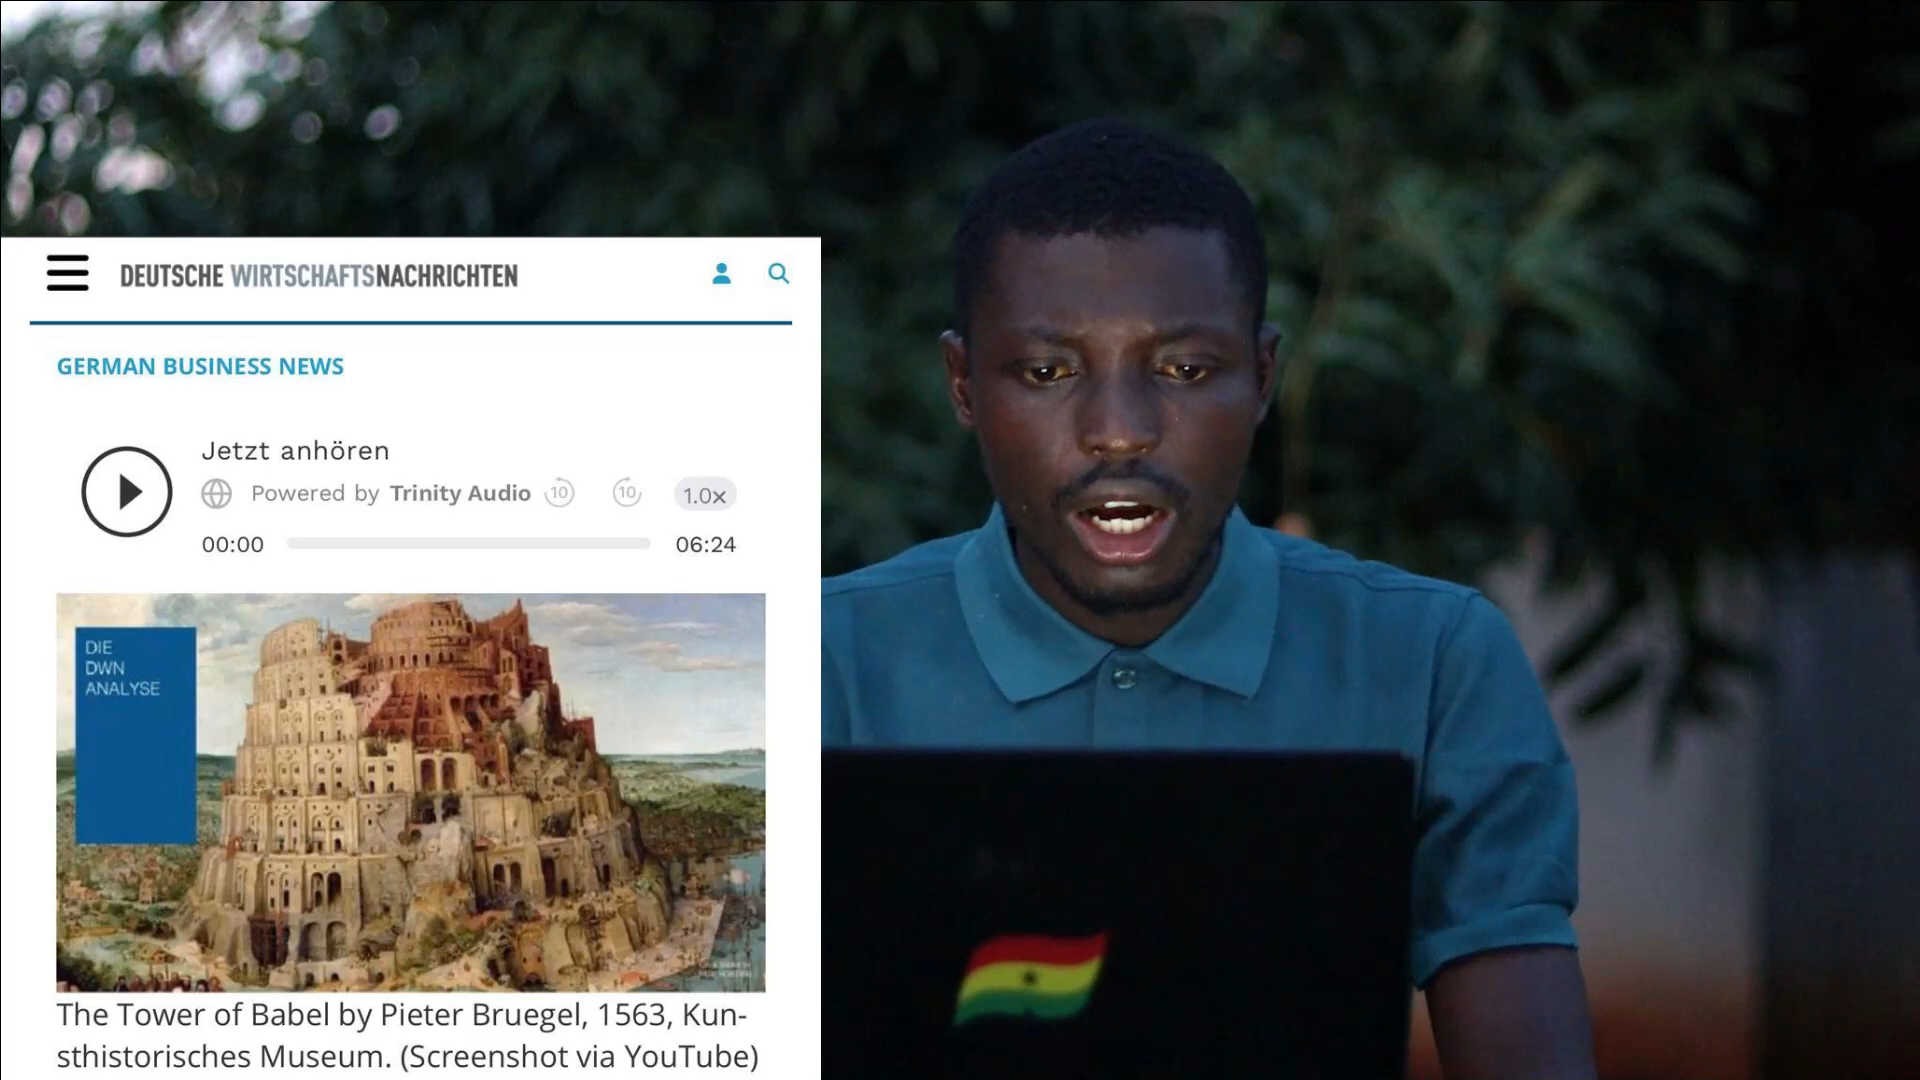 DEUTSCHE WIRTSCHAFTSNACHRICHTEN
GERMAN BUSINESS NEWS
Jetzt anhören
Powered by Trinity Audio 10 10 1.0x
00:00 06:24
DIE
DWN
ANALYSE
The Tower of Babel by Pieter Bruegel, 1563, Kun-
sthistorisches Museum. (Screenshot via YouTube)